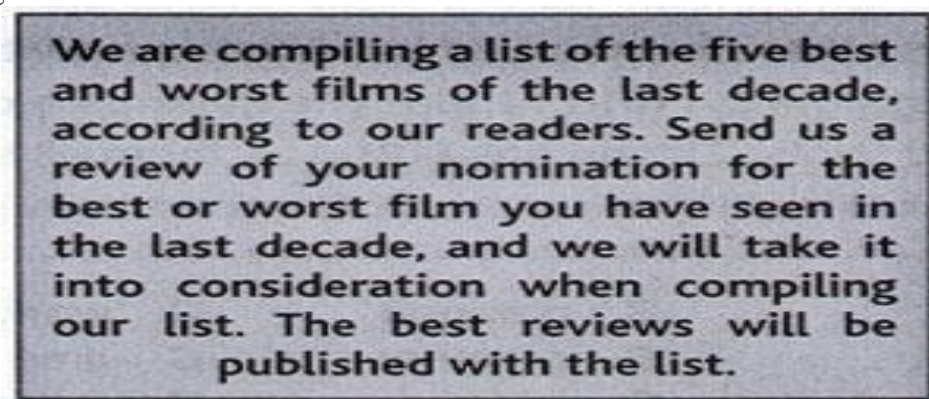 We are compiling a list of the five best
and worst films of the last decade,
according to our readers. Send us a
review of your nomination for the
best or worst film you have seen in
the last decade, and we will take it
into consideration when compiling
our list. The best reviews will be
published with the list.